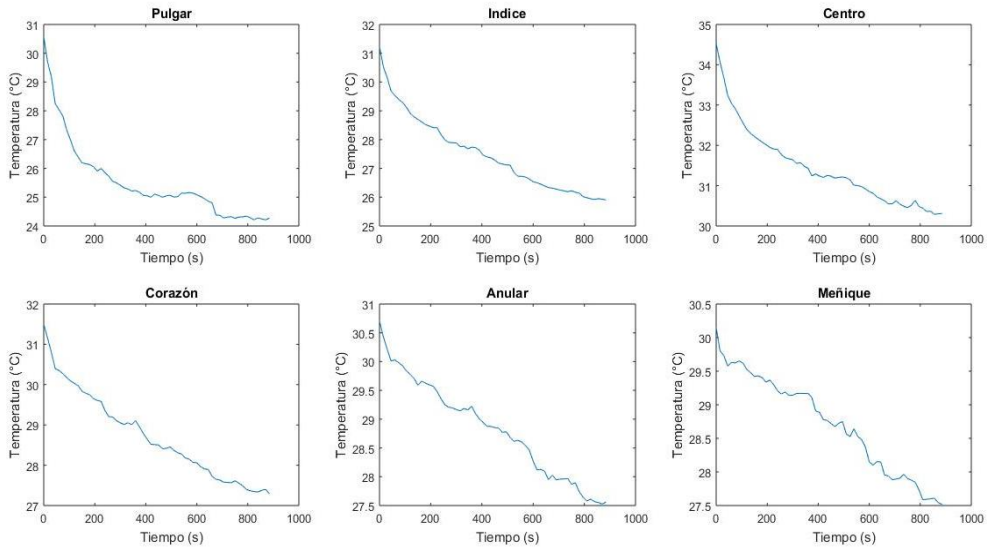 Pulgar
Temperatura (°C)
31
30
29
28
27
26
25
24
0 200 400 600 800 1000
Tiempo (s)
Indice
Temperatura (°C)
32
31
30
29
28
27
26
25
0 200 400 600 800 1000
Tiempo (s)
Centro
Temperatura (°C)
35
34
33
32
31
30
0 200 400 600 800 1000
Tiempo (s)
Corazón
Temperatura (°C)
32
31
30
29
28
27
0 200 400 600 800 1000
Tiempo (s)
Anular
Temperatura (°C)
31
30.5
30
29.5
29
28.5
28
27.5
0 200 400 600 800 1000
Tiempo (s)
Meñique
Temperatura (°C)
30.5
30
29.5
29
28.5
28
27.5
0 200 400 600 800 1000
Tiempo (s)